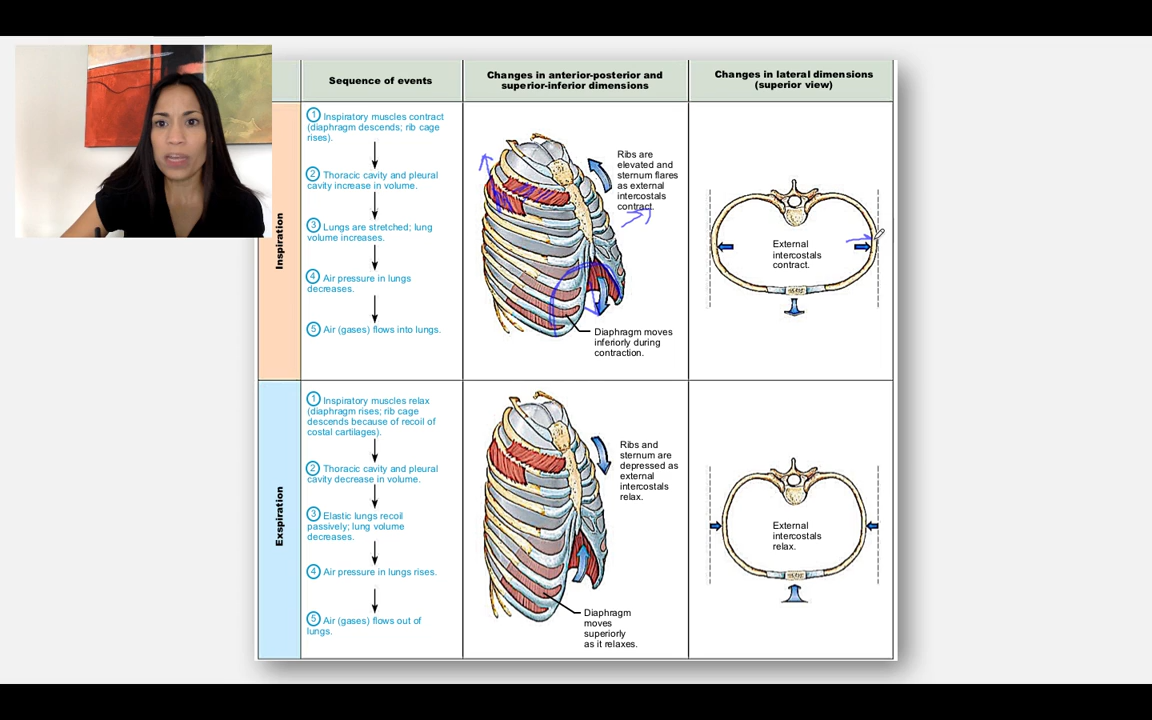 Sequence of events
Changes in anterior-posterior and
superior-inferior dimensions
Changes in lateral dimensions
(superior view)
Inspiration
1 Inspiratory muscles contract
(diaphragm descends; rib cage
rises).
2 Thoracic cavity and pleural
cavity increase in volume.
3 Lungs are stretched; lung
volume increases.
4 Air pressure in lungs
decreases.
5 Air (gases) flows into lungs.
Ribs are
elevated and
sternum flares
as external
intercostals
contract.
Diaphragm moves
inferiorly during
contraction.
External
intercostals
contract.
Exspiration
1 Inspiratory muscles relax
(diaphragm rises; rib cage
descends because of recoil of
costal cartilages).
2 Thoracic cavity and pleural
cavity decrease in volume.
3 Elastic lungs recoil
passively; lung volume
decreases.
4 Air pressure in lungs rises.
5 Air (gases) flows out of
lungs.
Ribs and
sternum are
depressed as
external
intercostals
relax.
Diaphragm
moves
superiorly
as it relaxes.
External
intercostals
relax.